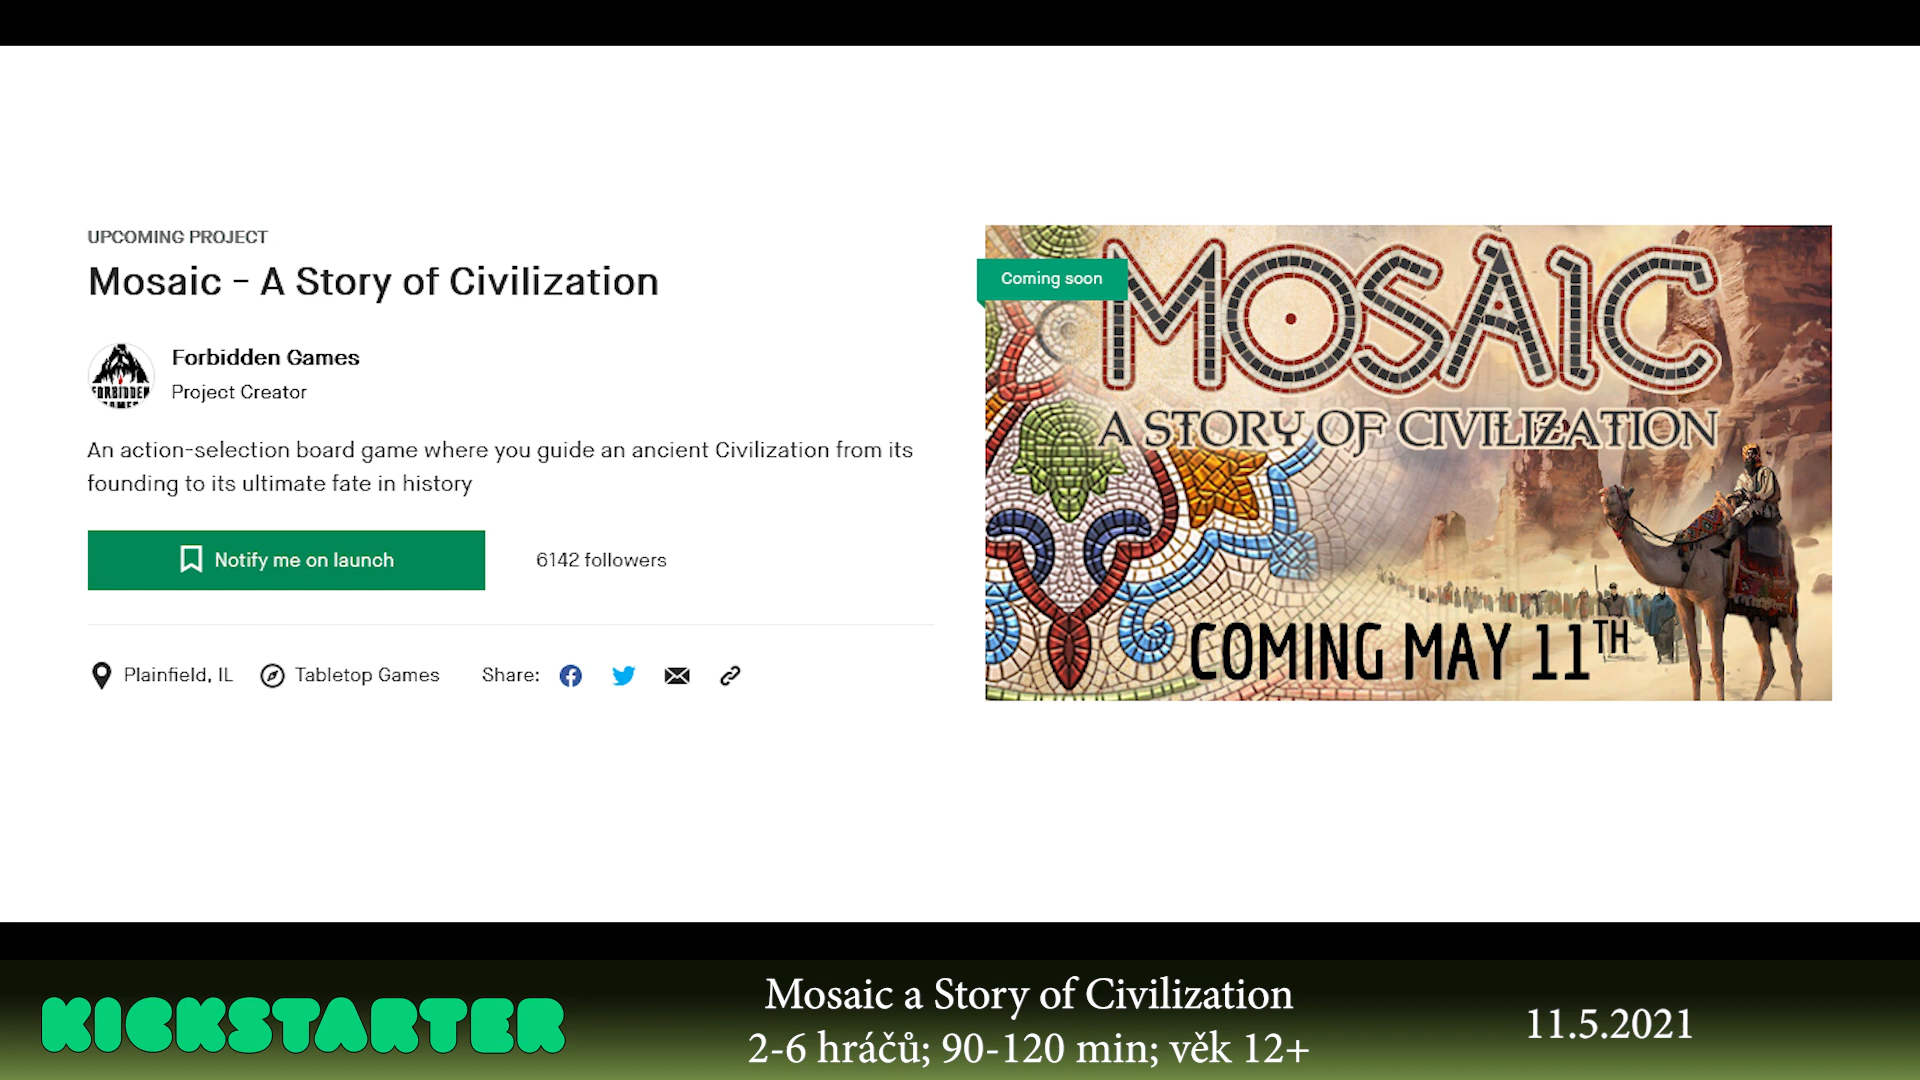 UPCOMING PROJECT
Mosaic - A Story of Civilization
FORBIDDEN
GAMES
Forbidden Games
Project Creator
An action-selection board game where you guide an ancient Civilization from its
founding to its ultimate fate in history
Notify me on launch
6142 followers
Plainfield, IL
Tabletop Games
Share:
Coming soon
MOSAIC
A STORY OF CIVILIZATION
COMING MAY 11TH
KICKSTARTER
Mosaic a Story of Civilization
2-6 hráčů; 90-120 min; věk 12+
11.5.2021